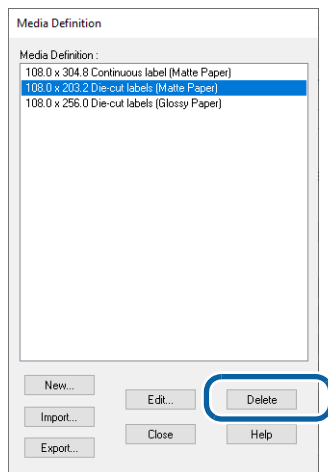 Media Definition
Media Definition :
108.0 x 304.8 Continuous label (Matte Paper)
108.0 x 203.2 Die-cut labels (Matte Paper)
108.0 x 256.0 Die-cut labels (Glossy Paper)
New...
Edit...
Delete
Import...
Close
Help
Export...